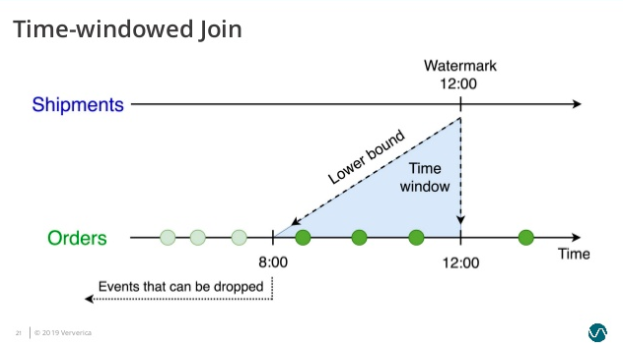 Time-windowed Join
Watermark
12:00
Shipments
Lower bound
Time
window
Orders
8:00
12:00
Time
Events that can be dropped
21 | © 2019 Ververica